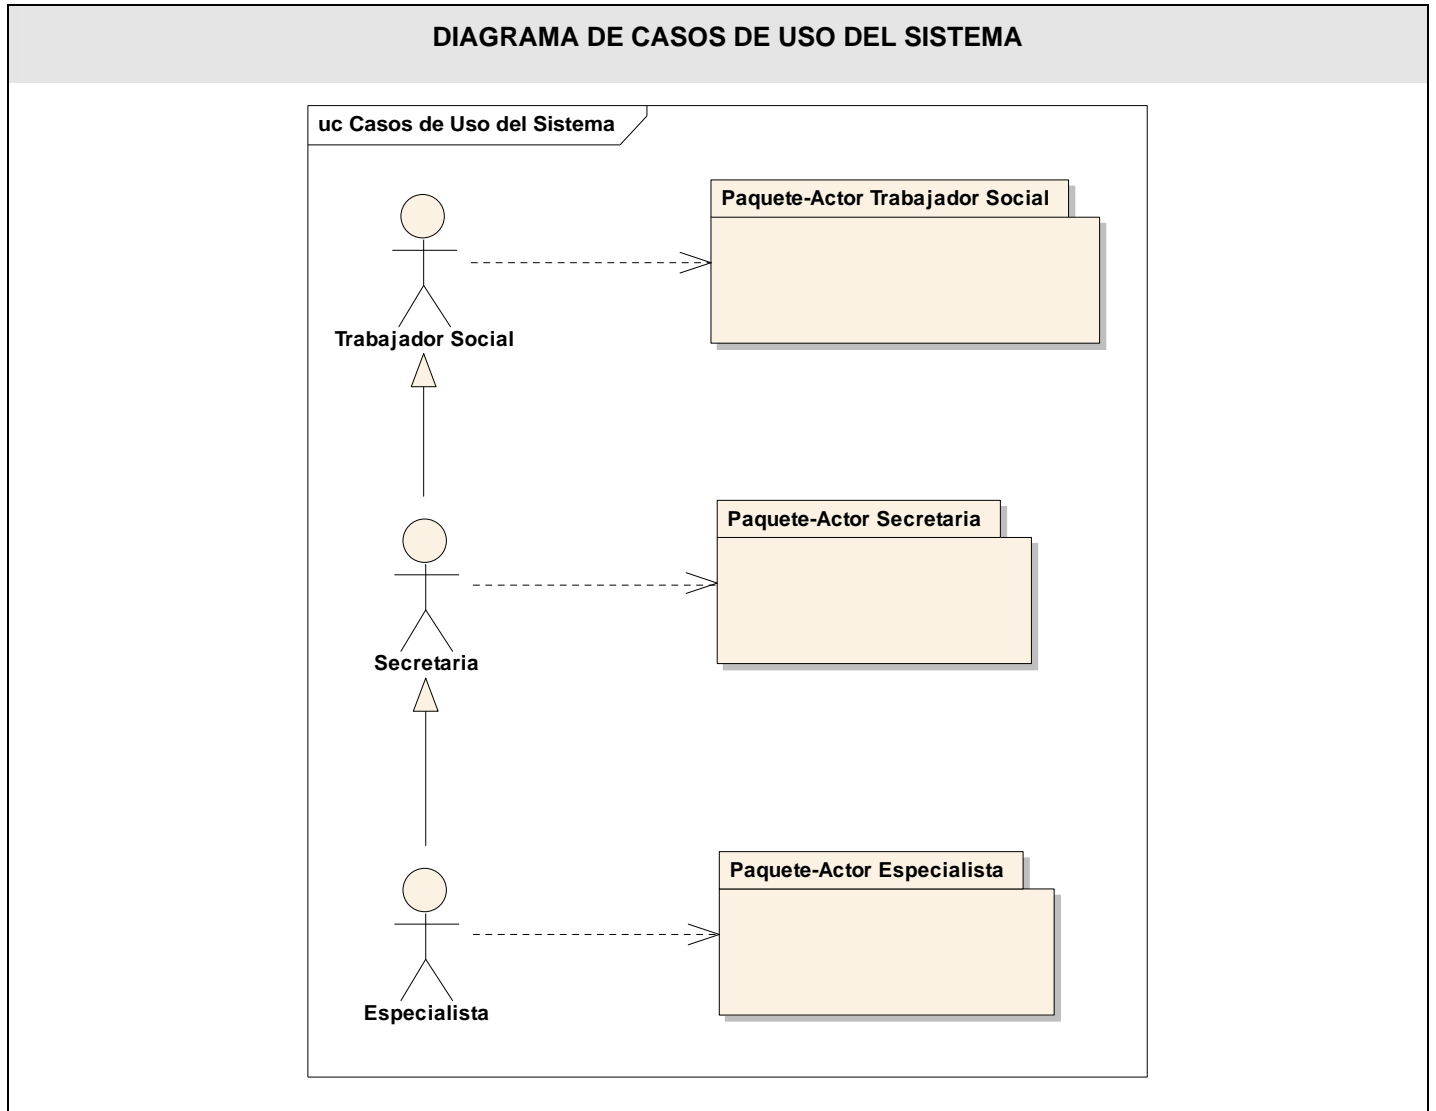 DIAGRAMA DE CASOS DE USO DEL SISTEMA
uc Casos de Uso del Sistema
Paquete-Actor Trabajador Social
Trabajador Social
Paquete-Actor Secretaria
Secretaria
Paquete-Actor Especialista
Especialista